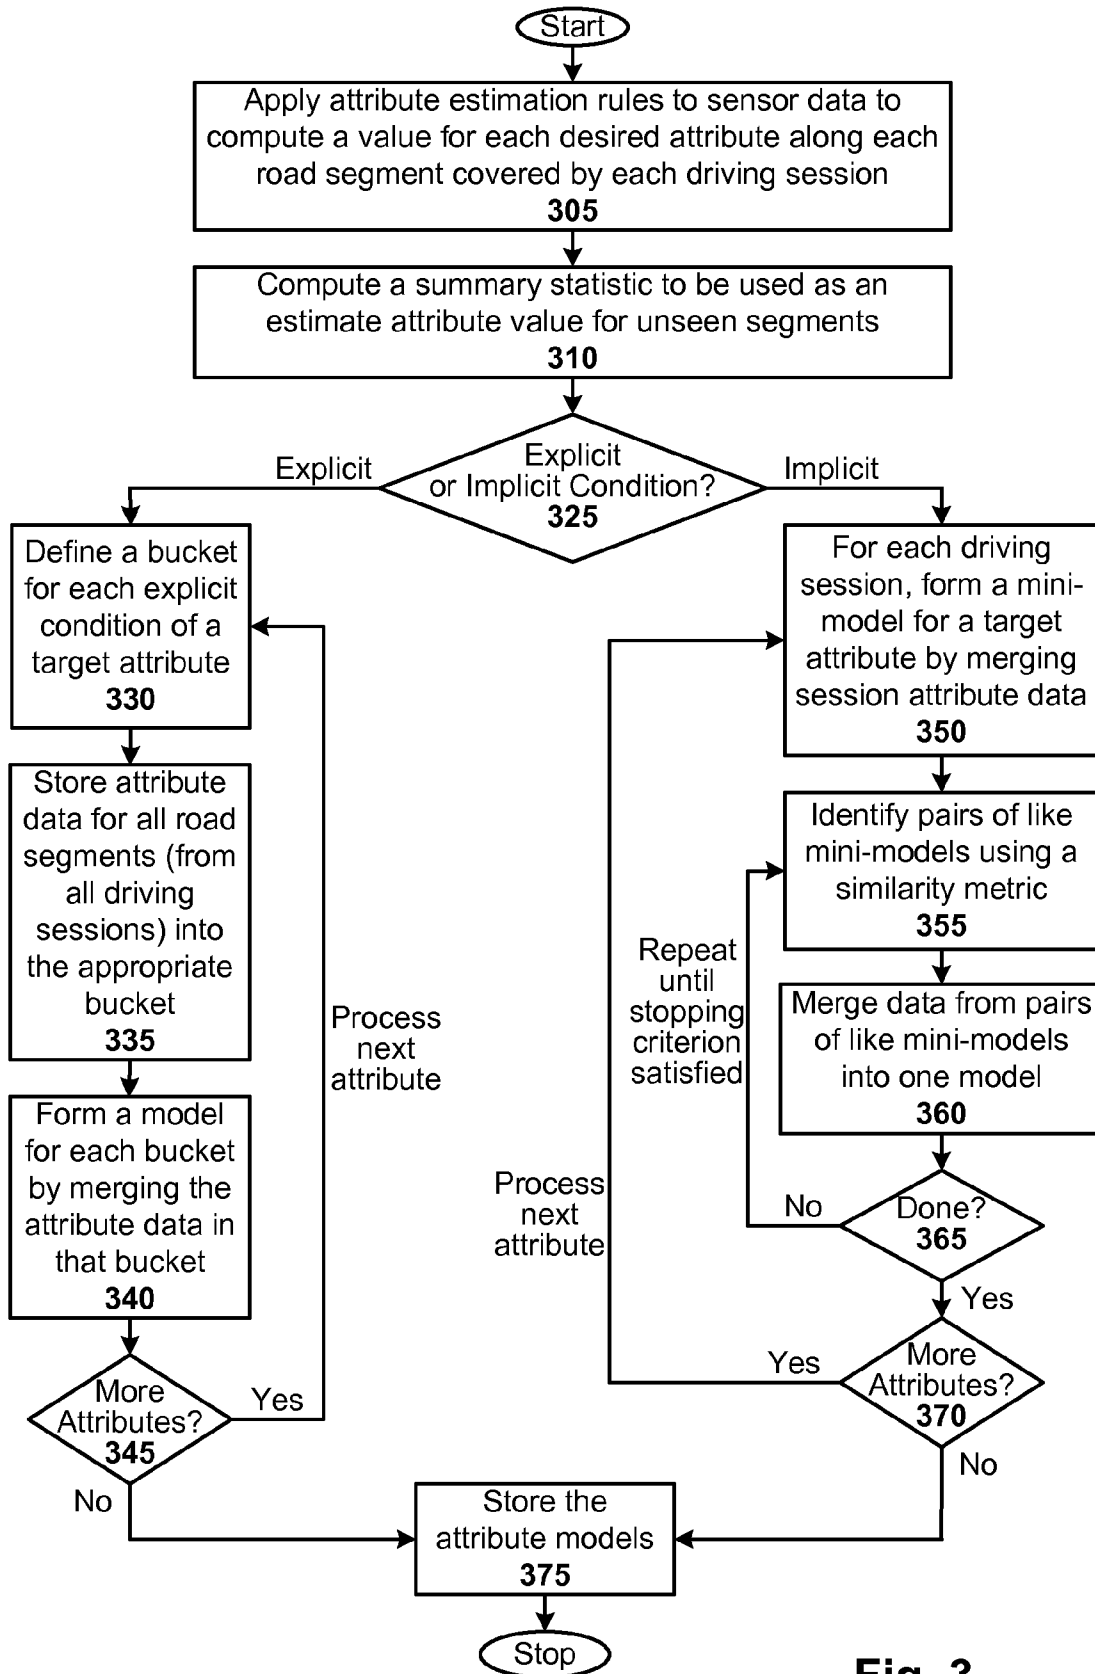 Start
Apply attribute estimation rules to sensor data to
compute a value for each desired attribute along each
road segment covered by each driving session
305
Compute a summary statistic to be used as an
estimate attribute value for unseen segments
310
Explicit
or Implicit Condition?
325
Explicit
Implicit
Define a bucket
for each explicit
condition of a
target attribute
330
Store attribute
data for all road
segments (from
all driving
sessions) into
the appropriate
bucket
335
Form a model
for each bucket
by merging the
attribute data in
that bucket
340
More
Attributes?
345
Yes
No
Process
next
attribute
For each driving
session, form a mini-
model for a target
attribute by merging
session attribute data
350
Identify pairs of like
mini-models using a
similarity metric
355
Merge data from pairs
of like mini-models
into one model
360
Done?
365
No
Yes
Repeat
until
stopping
criterion
satisfied
More
Attributes?
370
Yes
No
Process
next
attribute
Store the
attribute models
375
Stop
Fig. 3